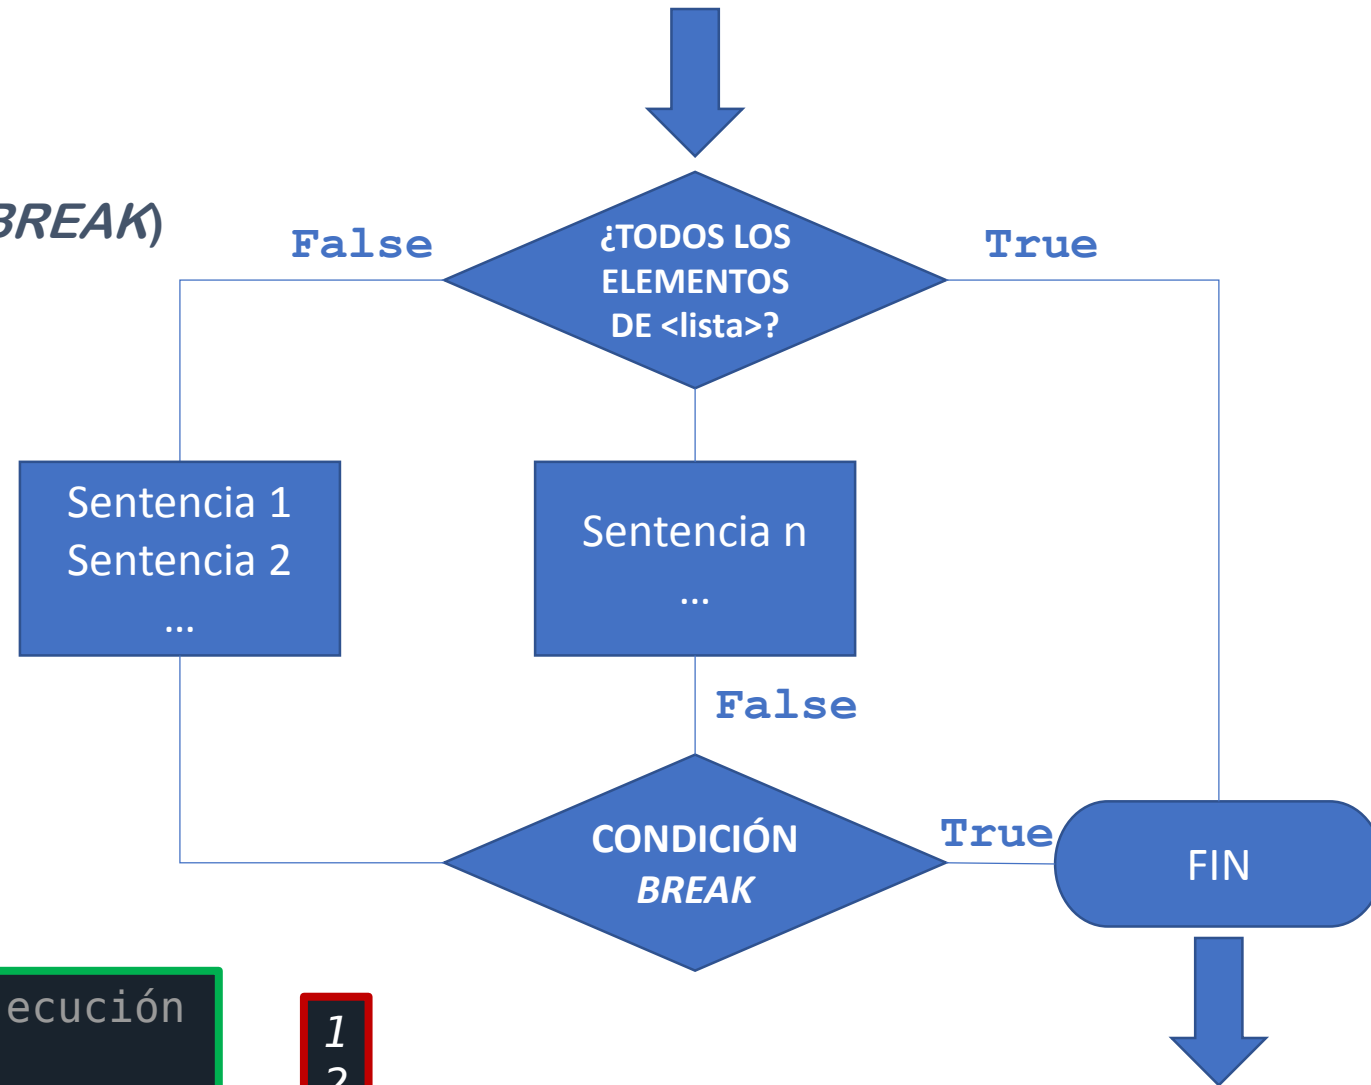 BREAK)
False
¿TODOS LOS
ELEMENTOS
DE <lista>?
True
Sentencia 1
Sentencia 2
...
Sentencia n
...
False
CONDICIÓN
BREAK
True
FIN
ecución
1
2